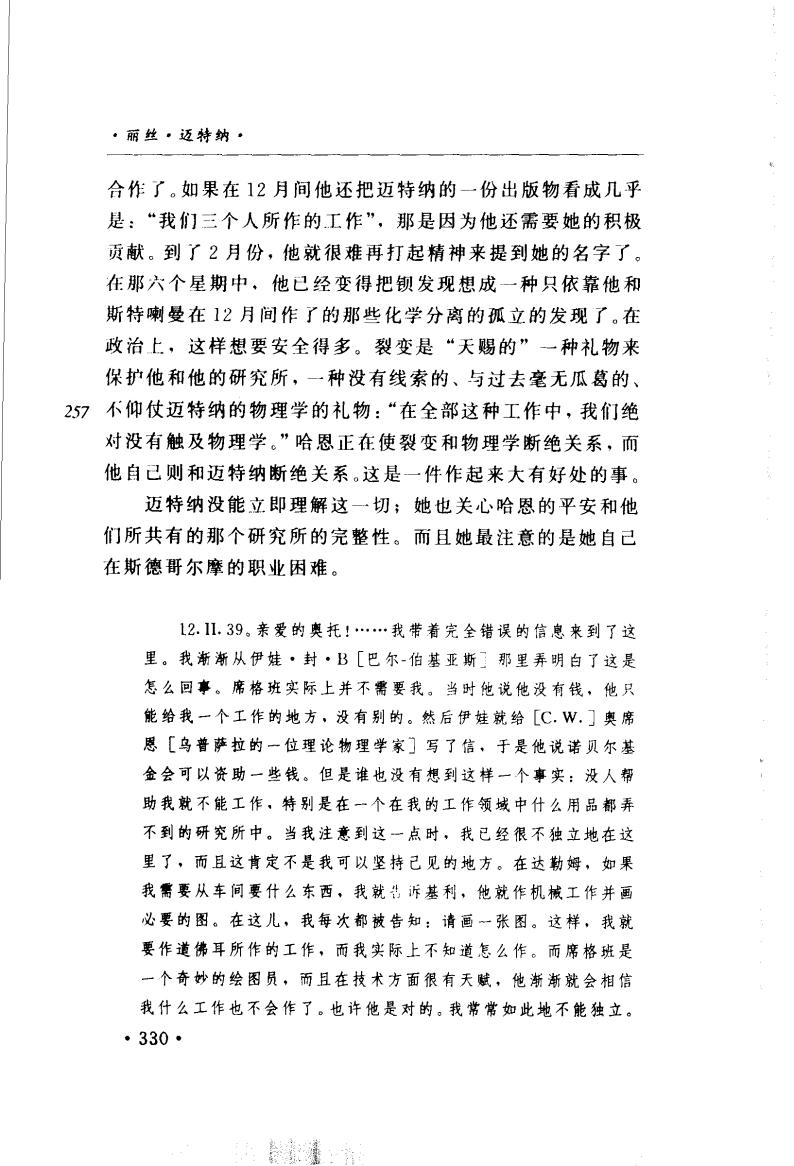 ·丽丝·迈特纳·
合作了。如果在 12 月间他还把迈特纳的一份出版物看成几乎
是：“我们三个人所作的工作”，那是因为他还需要她的积极
贡献。到了 2 月份，他就很难再打起精神来提到她的名字了。
在那六个星期中，他已经变得把钡发现想成一种只依靠他和
斯特喇曼在 12 月间作了的那些化学分离的孤立的发现了。在
政治上，这样想要安全得多。裂变是“天赐的”一种礼物来
保护他和他的研究所，一种没有线索的、与过去毫无瓜葛的、
257 不仰仗迈特纳的物理学的礼物：“在全部这种工作中，我们绝
对没有触及物理学。”哈恩正在使裂变和物理学断绝关系，而
他自己则和迈特纳断绝关系。这是一件作起来大有好处的事。
迈特纳没能立即理解这一切；她也关心哈恩的平安和他
们所共有的那个研究所的完整性。而且她最注意的是她自己
在斯德哥尔摩的职业困难。
12.II.39。亲爱的奥托！……我带着完全错误的信息来到了这
里。我渐渐从伊娃·封·B［巴尔-伯基亚斯］那里弄明白了这是
怎么回事。席格班实际上并不需要我。当时他说他没有钱，他只
能给我一个工作的地方，没有别的。然后伊娃就给［C.W.］奥席
恩［乌普萨拉的一位理论物理学家］写了信，于是他说诺贝尔基
金会可以资助一些钱。但是谁也没有想到这样一个事实：没人帮
助我就不能工作，特别是在一个在我的工作领域中什么用品都弄
不到的研究所中。当我注意到这一点时，我已经很不独立地在这
里了，而且这肯定不是我可以坚持己见的地方。在达勒姆，如果
我需要从车间要什么东西，我就告诉基利，他就作机械工作并画
必要的图。在这儿，我每次都被告知：请画一张图。这样，我就
要作道佛耳所作的工作，而我实际上不知道怎么作。而席格班是
一个奇妙的绘图员，而且在技术方面很有天赋，他渐渐就会相信
我什么工作也不会作了。也许他是对的。我常常如此地不能独立。
·330·